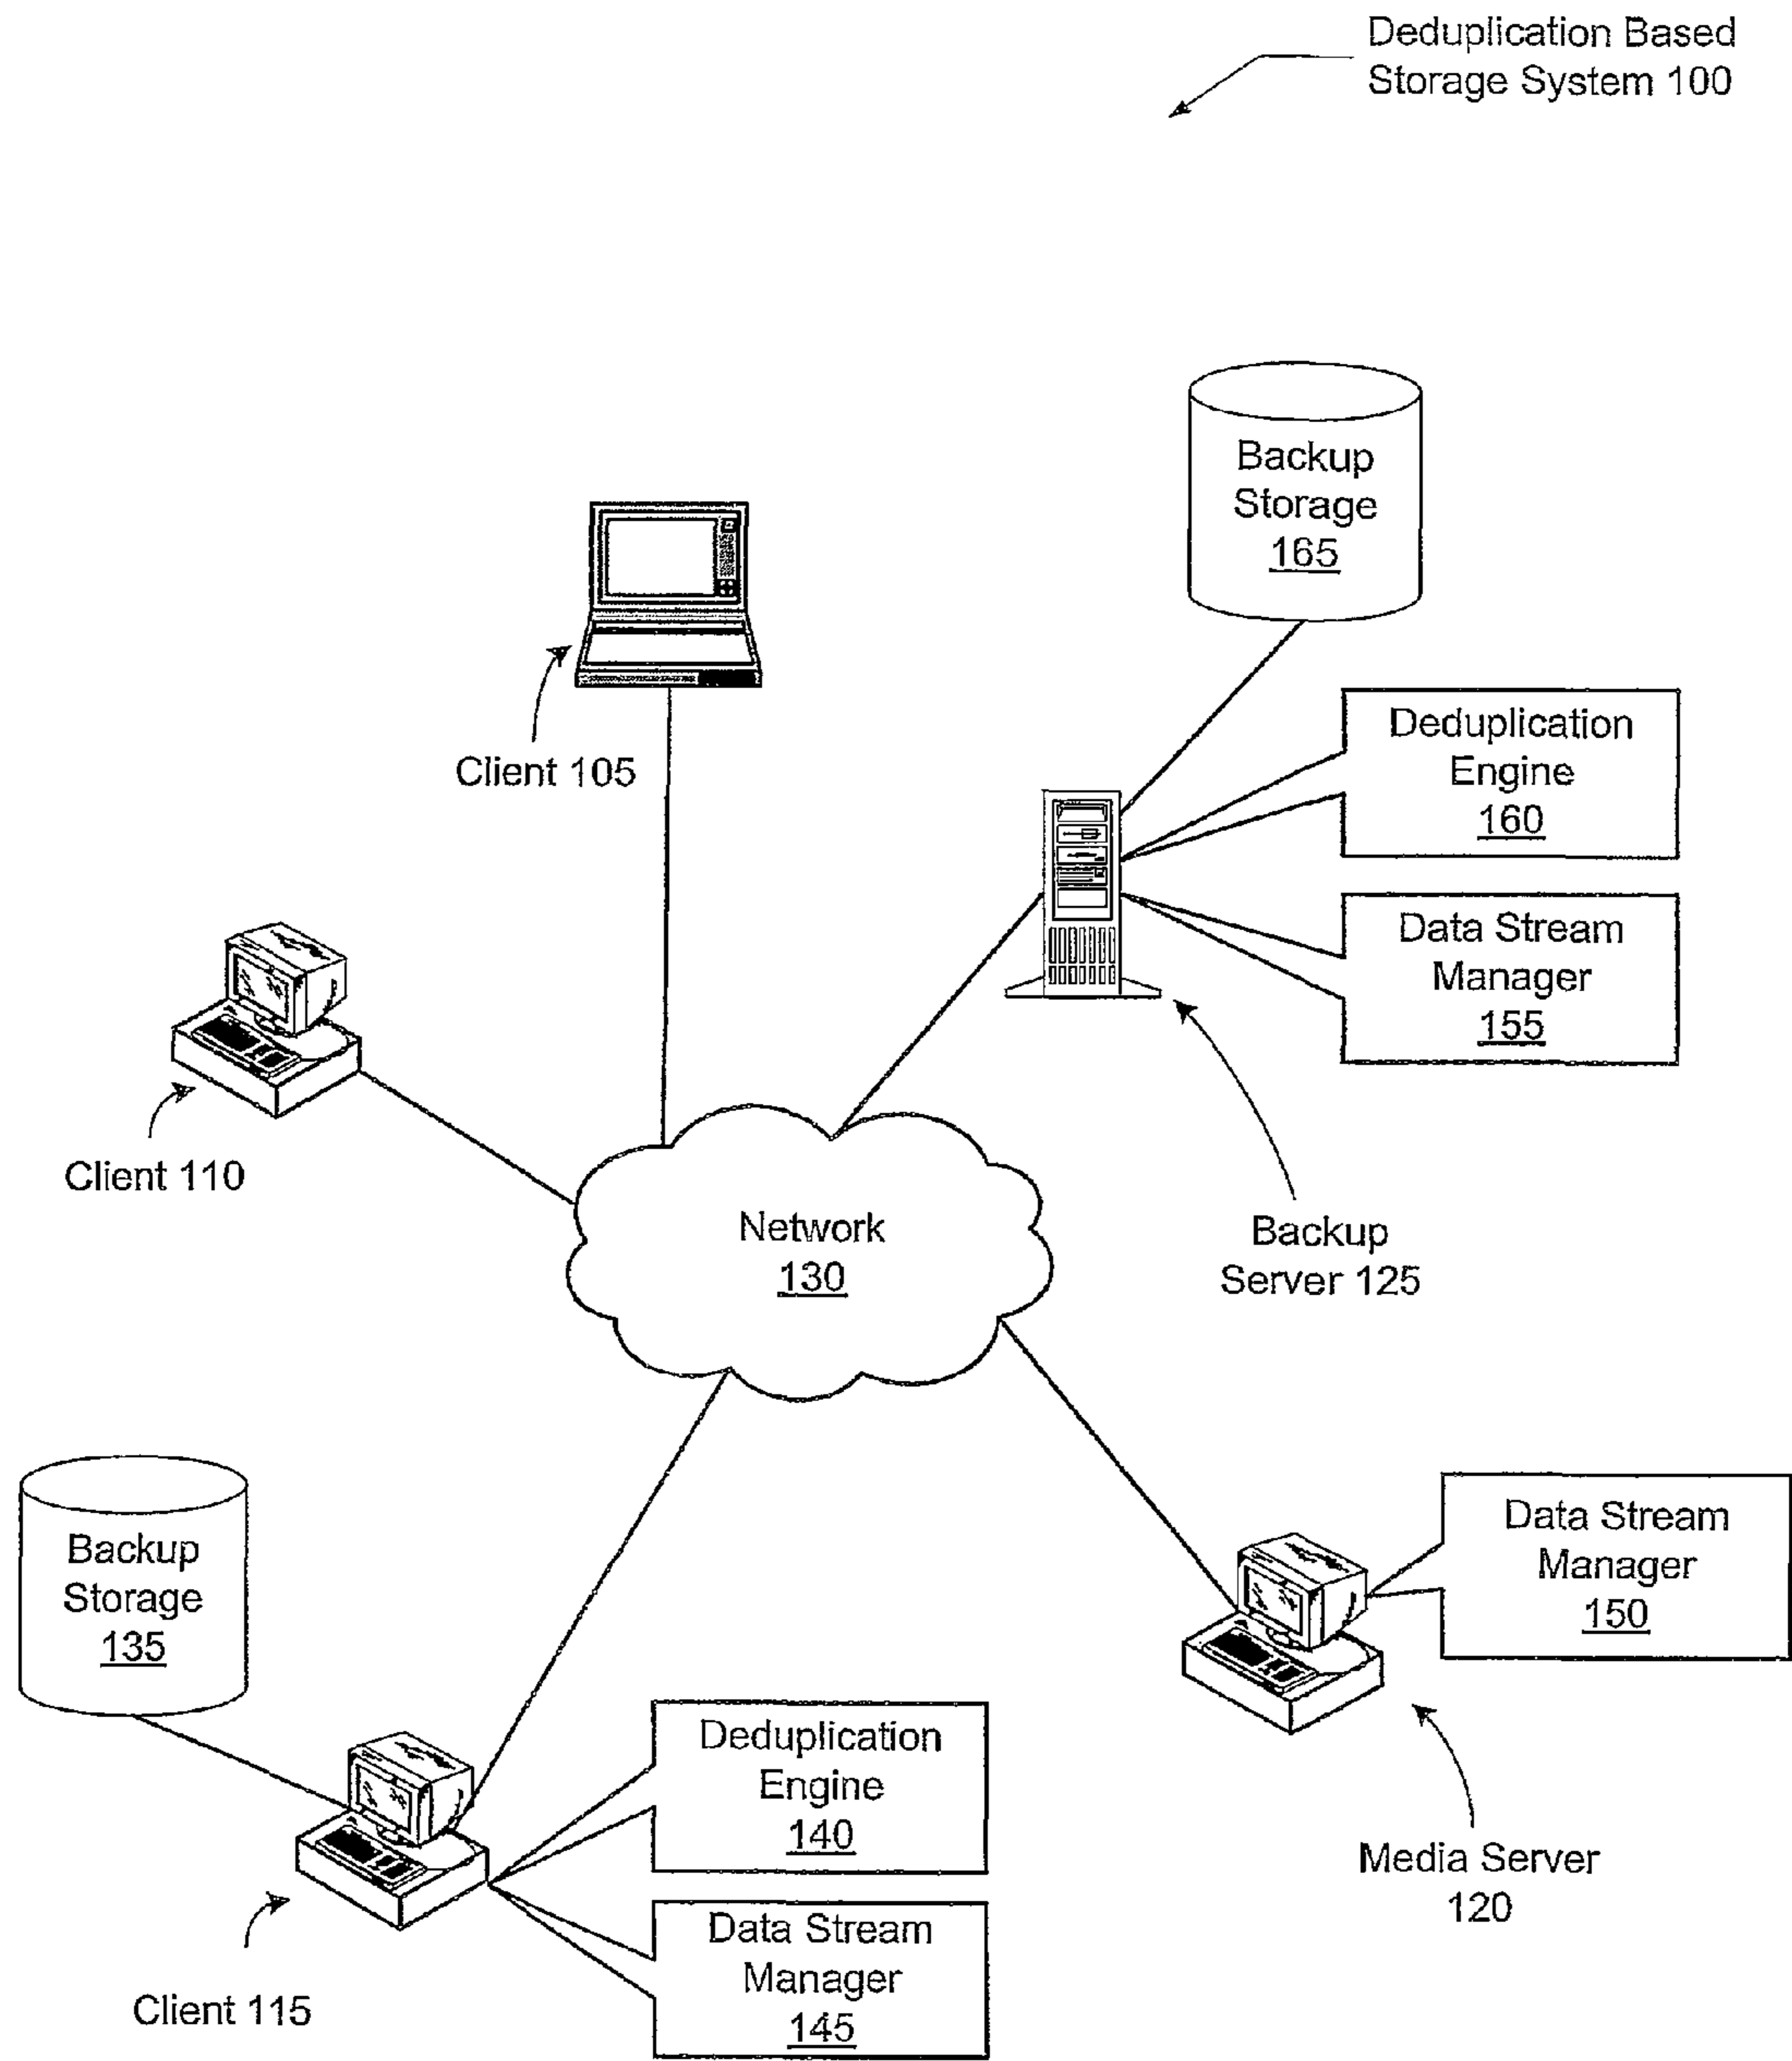 Deduplication Based
Storage System 100
Backup
Storage
165
Deduplication
Engine
160
Client 105
Data Stream
Manager
155
Client 110
Network
130
Backup
Server 125
Backup
Storage
135
Data Stream
Manager
150
Deduplication
Engine
140
Media Server
120
Data Stream
Manager
145
Client 115